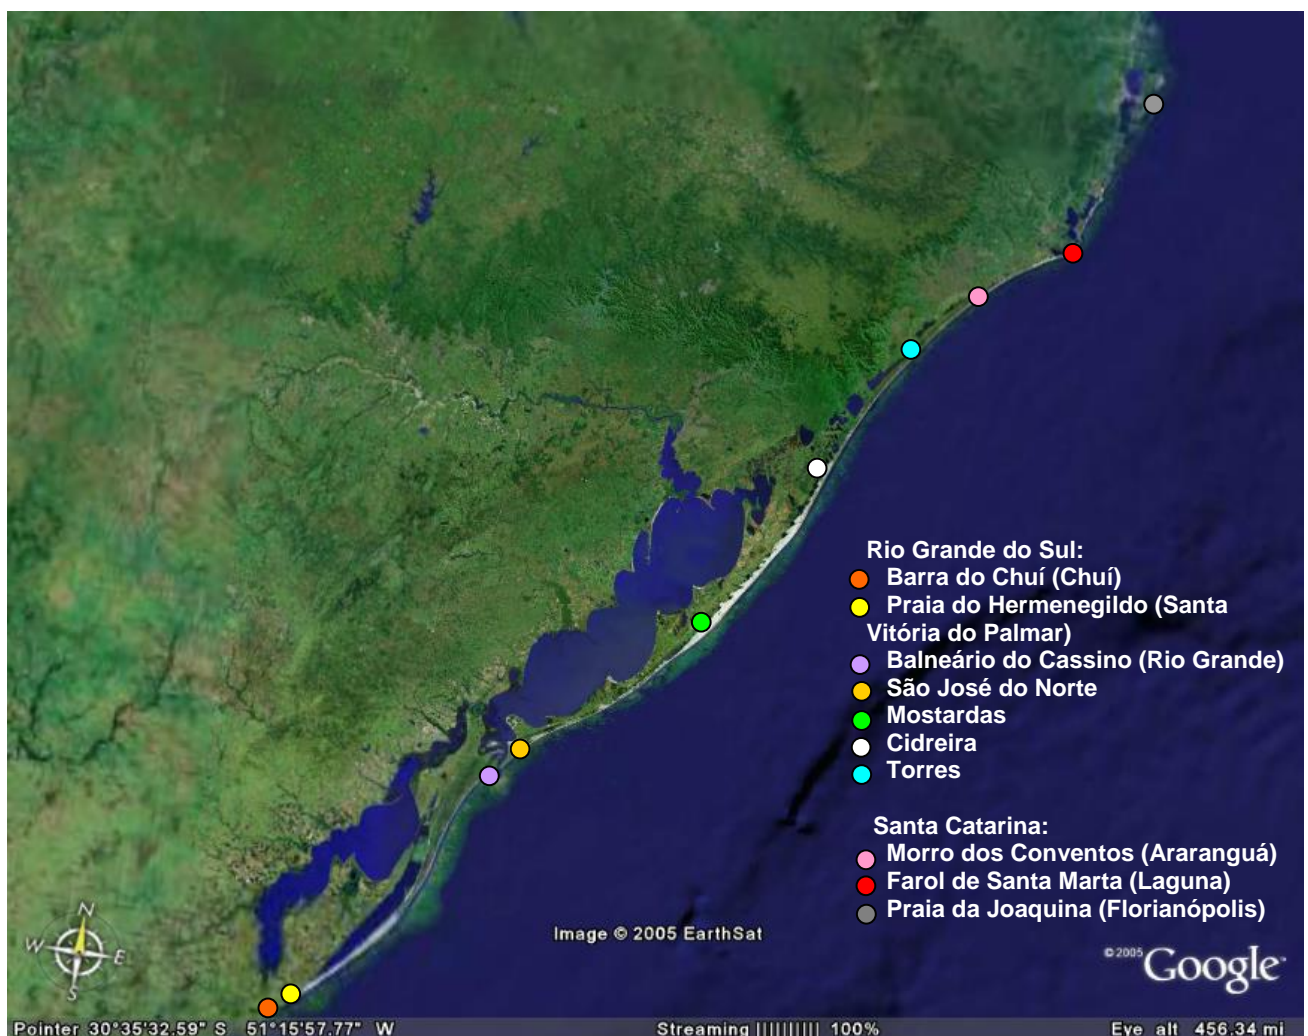 Rio Grande do Sul:
Barra do Chuí (Chuí)
Praia do Hermenegildo (Santa
Vitória do Palmar)
Balneário do Cassino (Rio Grande)
São José do Norte
Mostardas
Cidreira
Torres
Santa Catarina:
Morro dos Conventos (Araranguá)
Farol de Santa Marta (Laguna)
Praia da Joaquina (Florianópolis)
N
W E
S
Image © 2005 EarthSat
©2005 Google
Pointer 30°35'32.59" S 51°15'57.77" W Streaming |||||||||| 100% Eye alt 456.34 mi